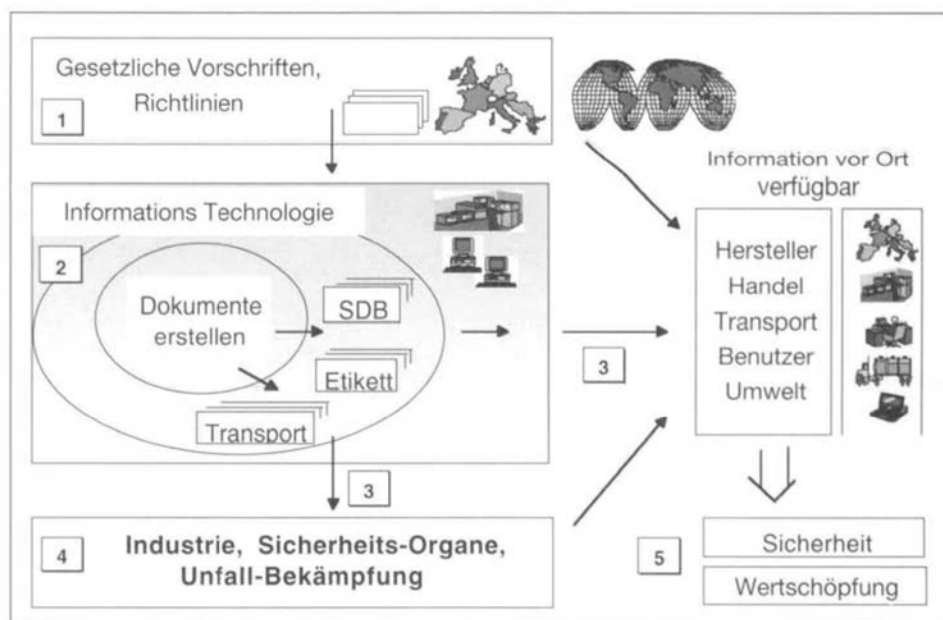 Gesetzliche Vorschriften,
Richtlinien
1
Informations Technologie
2
Dokumente
erstellen
SDB
Etikett
Transport
3
4
Industrie, Sicherheits-Organe,
Unfall-Bekämpfung
3
Information vor Ort
verfügbar
Hersteller
Handel
Transport
Benutzer
Umwelt
5
Sicherheit
Wertschöpfung